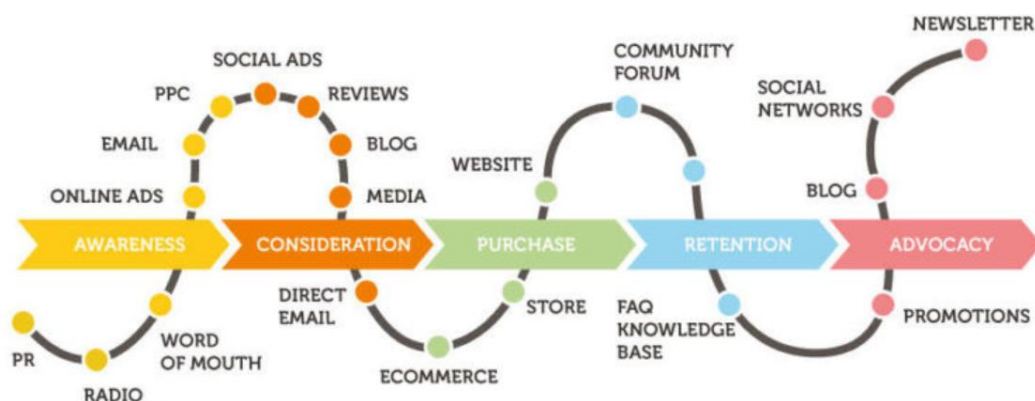 NEWSLETTER
SOCIAL ADS
COMMUNITY
FORUM
PPC
REVIEWS
SOCIAL
NETWORKS
EMAIL
BLOG
WEBSITE
ONLINE ADS
MEDIA
BLOG
AWARENESS
CONSIDERATION
PURCHASE
RETENTION
ADVOCACY
DIRECT
EMAIL
STORE
FAQ
KNOWLEDGE
BASE
PROMOTIONS
PR
WORD
OF MOUTH
ECOMMERCE
RADIO